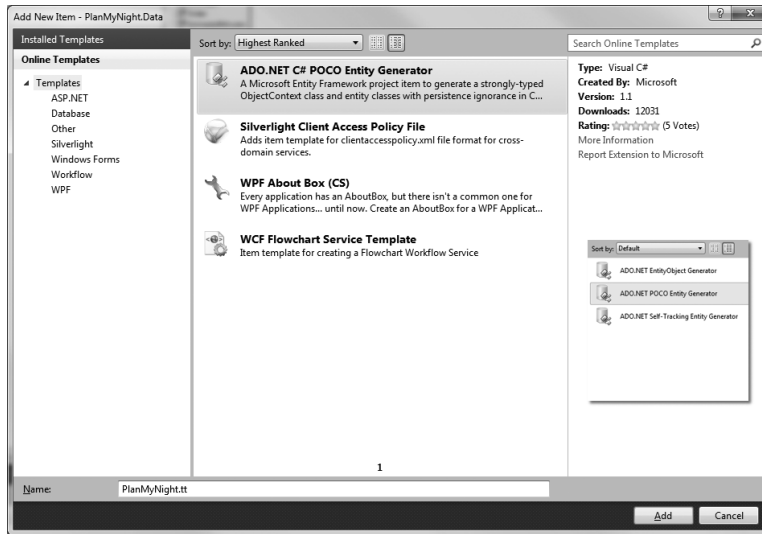 Add New Item - PlanMyNight.Data
Installed Templates
Online Templates
Templates
ASP.NET
Database
Other
Silverlight
Windows Forms
Workflow
WPF
Sort by: Highest Ranked
ADO.NET C# POCO Entity Generator
A Microsoft Entity Framework project item to generate a strongly-typed
ObjectContext class and entity classes with persistence ignorance in C...
Silverlight Client Access Policy File
Adds item template for clientaccesspolicy.xml file format for cross-
domain services.
WPF About Box (CS)
Every application has an AboutBox, but there isn't a common one for
WPF Applications... until now. Create an AboutBox for a WPF Applicat...
WCF Flowchart Service Template
Item template for creating a Flowchart Workflow Service
1
Search Online Templates
Type: Visual C#
Created By: Microsoft
Version: 1.1
Downloads: 12031
Rating: (5 Votes)
More Information
Report Extension to Microsoft
Sort by: Default
ADO.NET EntityObject Generator
ADO.NET POCO Entity Generator
ADO.NET Self-Tracking Entity Generator
Name: PlanMyNight.tt
Add Cancel